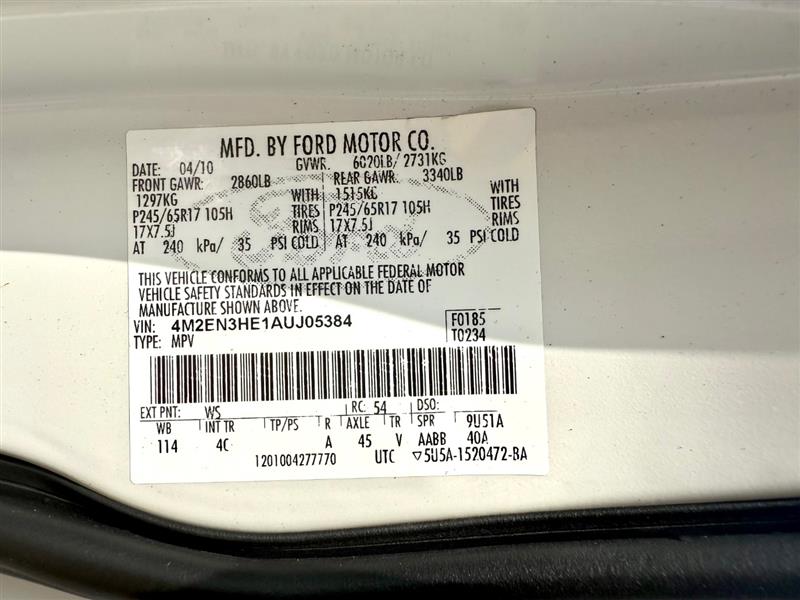 MFD. BY FORD MOTOR CO.
DATE: 04/10 GVWR. 6020LB/ 2731KG
FRONT GAWR: 2860LB REAR GAWR: 3340LB
1297KG WITH 1515KG WITH
P245/65R17 105H TIRES P245/65R17 105H TIRES
17X7.5J RIMS 17X7.5J RIMS
AT 240 kPa/ 35 PSI COLD AT 240 kPa/ 35 PSI COLD
THIS VEHICLE CONFORMS TO ALL APPLICABLE FEDERAL MOTOR
VEHICLE SAFETY STANDARDS IN EFFECT ON THE DATE OF
MANUFACTURE SHOWN ABOVE.
VIN: 4M2EN3HE1AUJ05384 F0185
TYPE: MPV T0234
EXT PNT: WS RC: 54 DSO:
WB INT TR TP/PS R AXLE TR SPR 9U51A
114 4C A 45 V AABB 40A
1201004277770 UTC ▽5U5A-1520472-BA